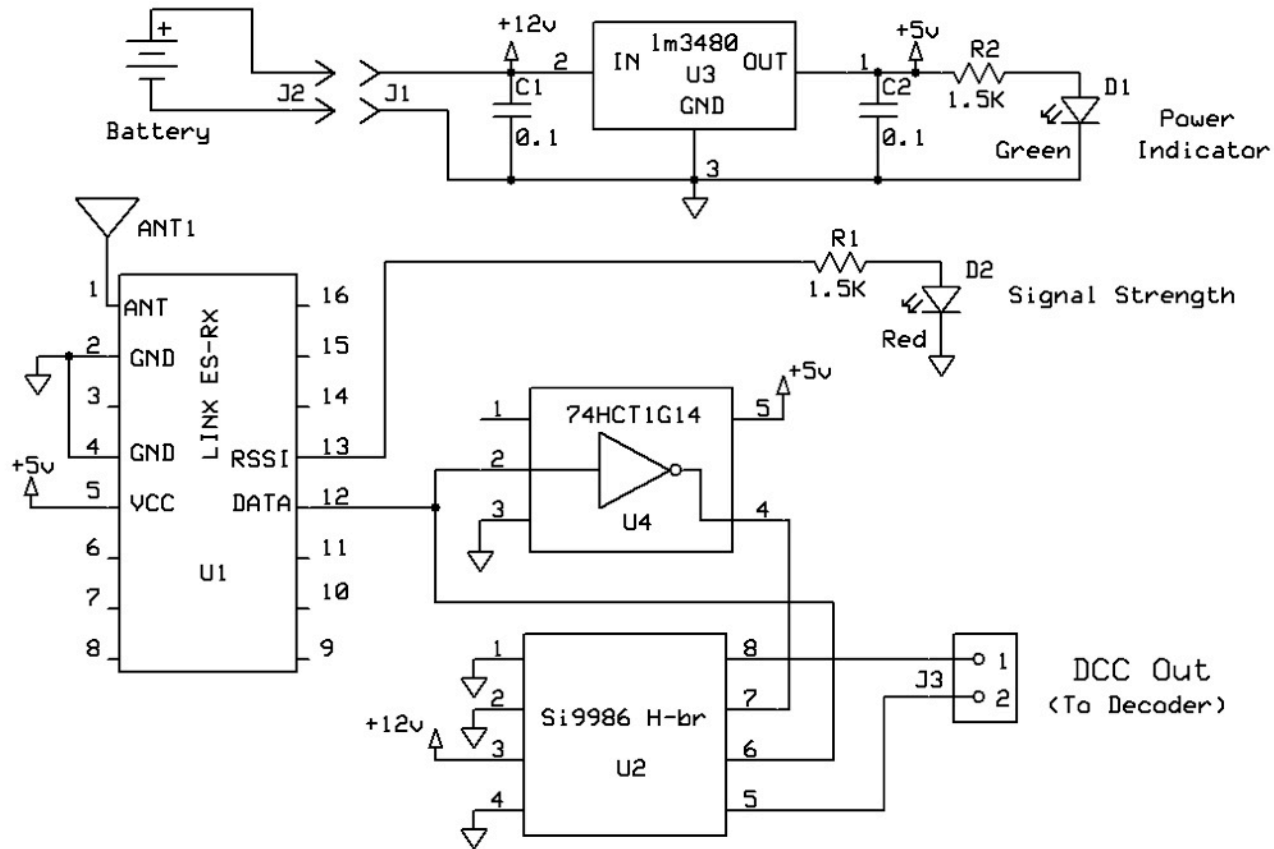 +
Battery
J2
J1
+12v
C1
0.1
2
IN
lm3480
U3
OUT
GND
3
1
C2
0.1
+5v
R2
1.5K
D1
Green
Power
Indicator
ANT1
1
ANT
2
GND
3
4
GND
+5v
5
VCC
6
7
8
LINX ES-RX
U1
16
15
14
RSSI
13
DATA
12
11
10
9
R1
1.5K
D2
Red
Signal Strength
1
74HCT1G14
5
+5v
2
3
U4
4
1
8
2
Si9986 H-br
7
+12v
3
U2
6
4
5
J3
1
2
DCC Out
(To Decoder)